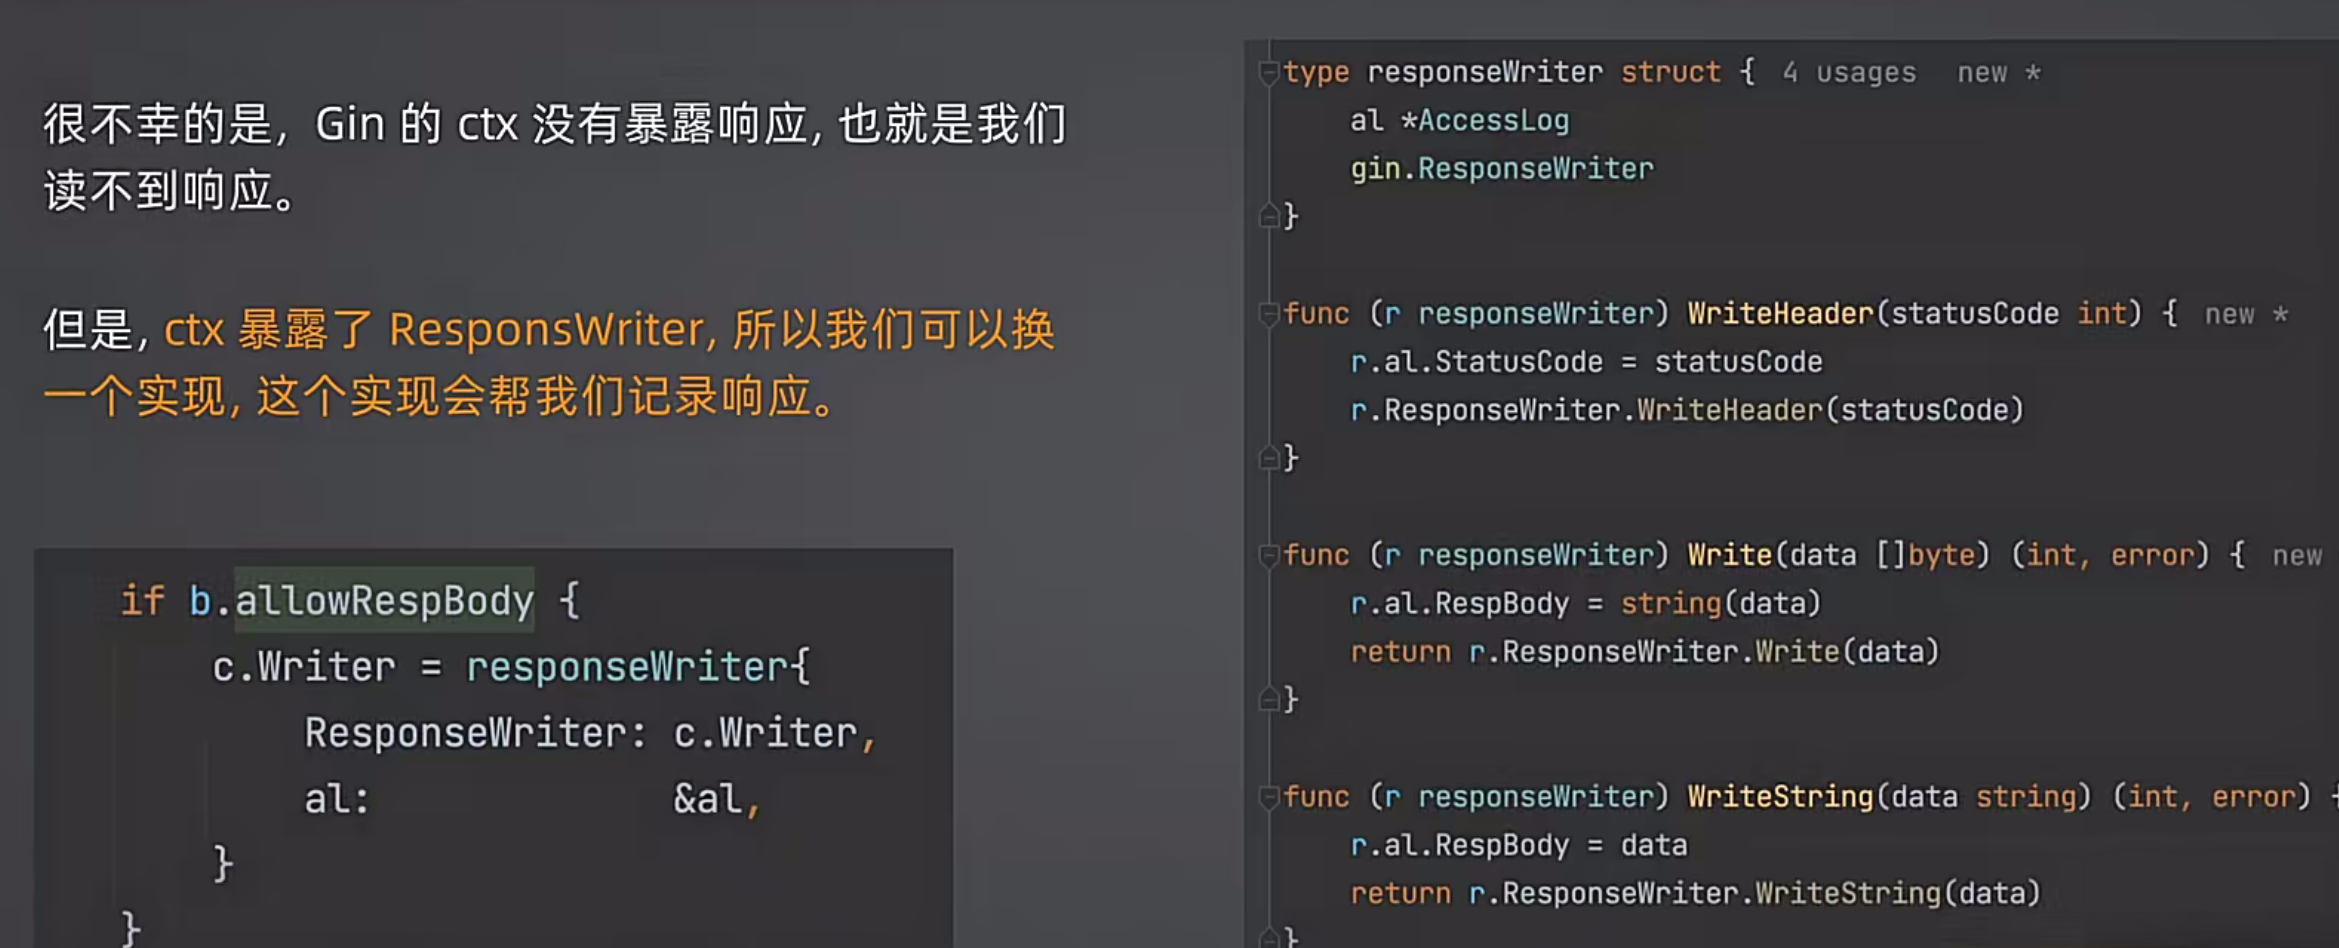 很不幸的是，Gin 的 ctx 没有暴露响应, 也就是我们
读不到响应。
但是, ctx 暴露了 ResponsWriter, 所以我们可以换
一个实现, 这个实现会帮我们记录响应。
if b.allowRespBody {
c.Writer = responseWriter{
ResponseWriter: c.Writer,
al: &al,
}
}
type responseWriter struct { 4 usages new *
al *AccessLog
gin.ResponseWriter
}
func (r responseWriter) WriteHeader(statusCode int) { new *
r.al.StatusCode = statusCode
r.ResponseWriter.WriteHeader(statusCode)
}
func (r responseWriter) Write(data []byte) (int, error) { new
r.al.RespBody = string(data)
return r.ResponseWriter.Write(data)
}
func (r responseWriter) WriteString(data string) (int, error) {
r.al.RespBody = data
return r.ResponseWriter.WriteString(data)
}